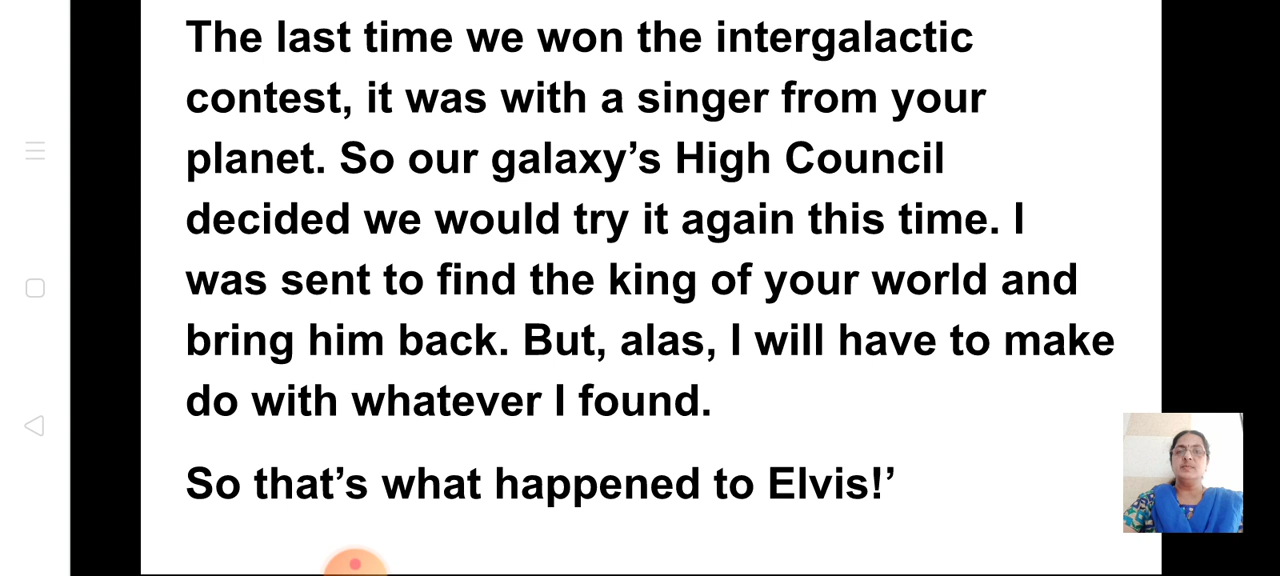 The last time we won the intergalactic
contest, it was with a singer from your
planet. So our galaxy’s High Council
decided we would try it again this time. I
was sent to find the king of your world and
bring him back. But, alas, I will have to make
do with whatever I found.
So that’s what happened to Elvis!’